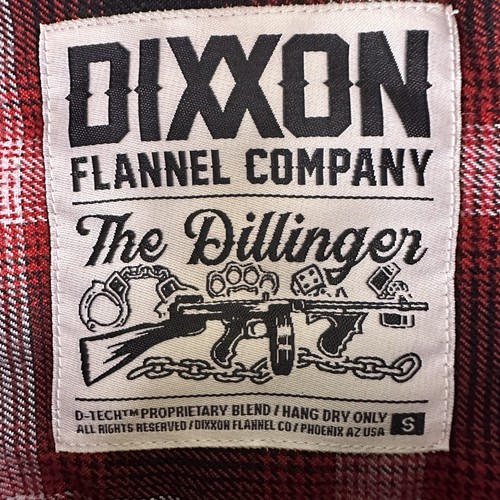 DIXXON
FLANNEL COMPANY
The Dillinger
D-TECH™ PROPRIETARY BLEND / HANG DRY ONLY
ALL RIGHTS RESERVED / DIXXON FLANNEL CO / PHOENIX AZ USA
S